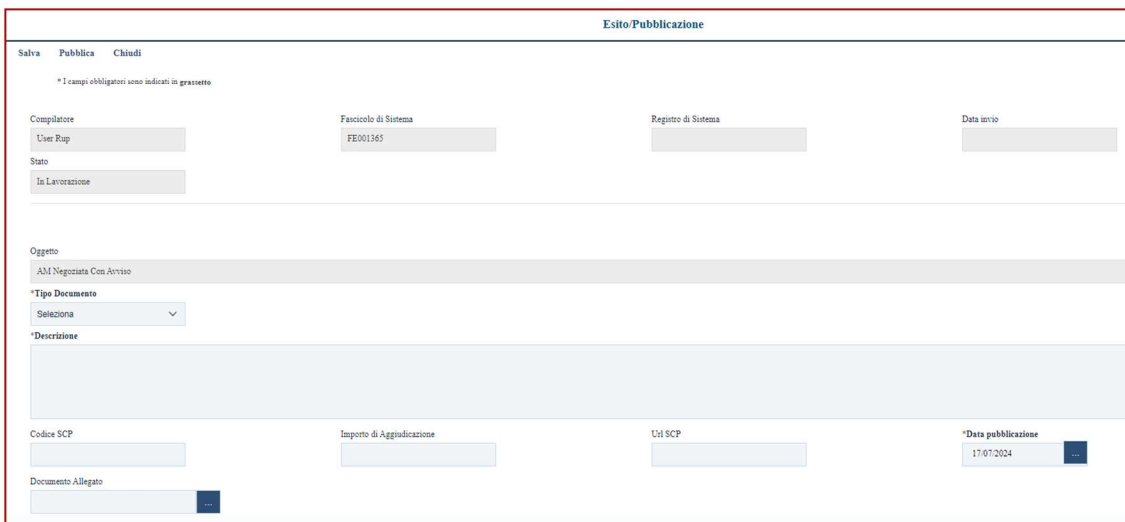 Esito/Pubblicazione
Salva Pubblica Chiudi
* I campi obbligatori sono indicati in grassetto
Compilatore Fascicolo di Sistema Registro di Sistema Data invio
User Rup FE001365
Stato
In Lavorazione
Oggetto
AM Negoziata Con Avviso
*Tipo Documento
Seleziona
*Descrizione
Codice SCP Importo di Aggiudicazione Url SCP *Data pubblicazione
17/07/2024 ...
Documento Allegato
...